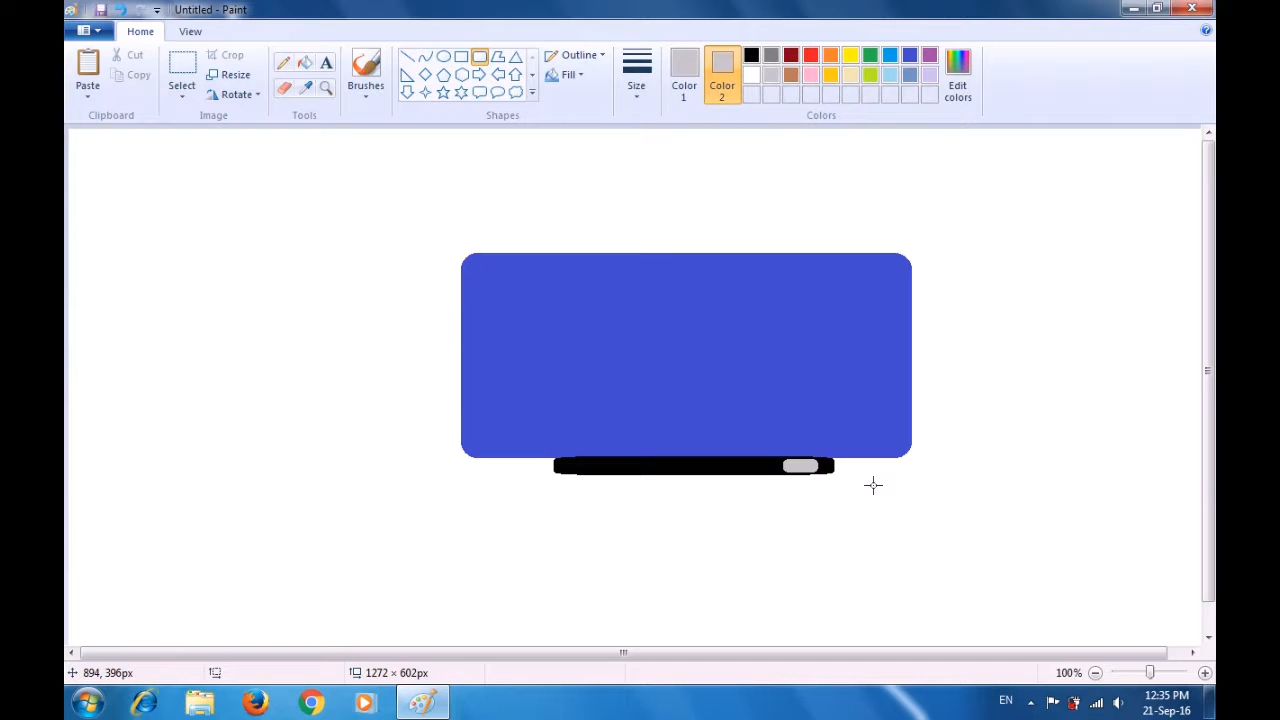 Untitled - Paint
Home View
Paste
Cut
Copy
Clipboard
Select
Crop
Resize
Rotate
Image
A
Tools
Brushes
Shapes
Outline
Fill
Size
Color 1
Color 2
Edit colors
Colors
894, 396px
1272 × 602px
100%
EN
12:35 PM
21-Sep-16